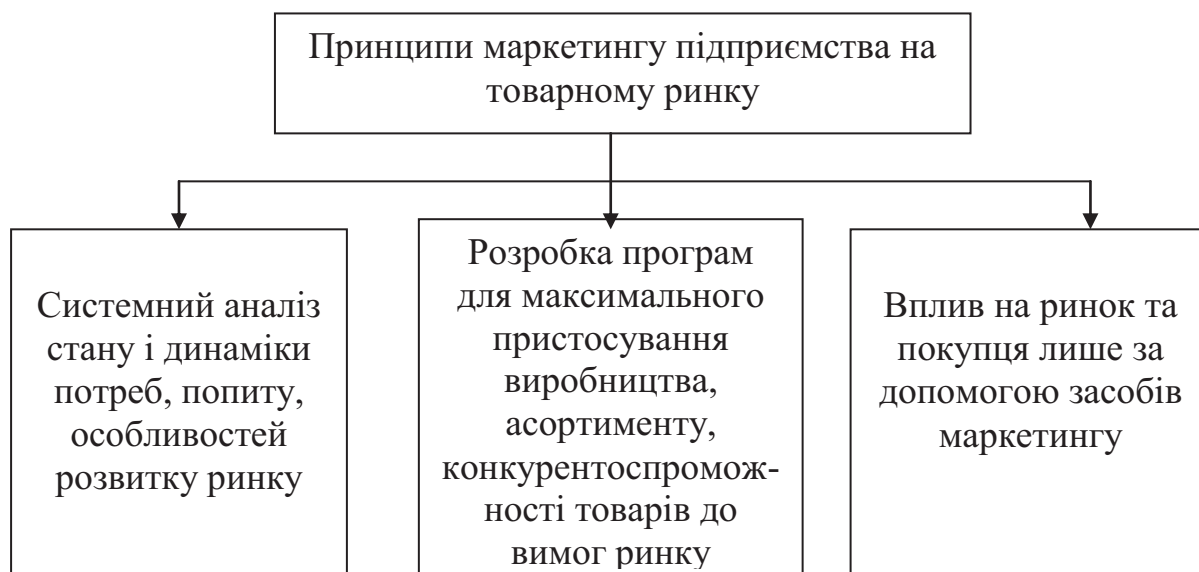 Принципи маркетингу підприємства на
товарному ринку
Системний аналіз
стану і динаміки
потреб, попиту,
особливостей
розвитку ринку
Розробка програм
для максимального
пристосування
виробництва,
асортименту,
конкурентоспромож-
ності товарів до
вимог ринку
Вплив на ринок та
покупця лише за
допомогою засобів
маркетингу